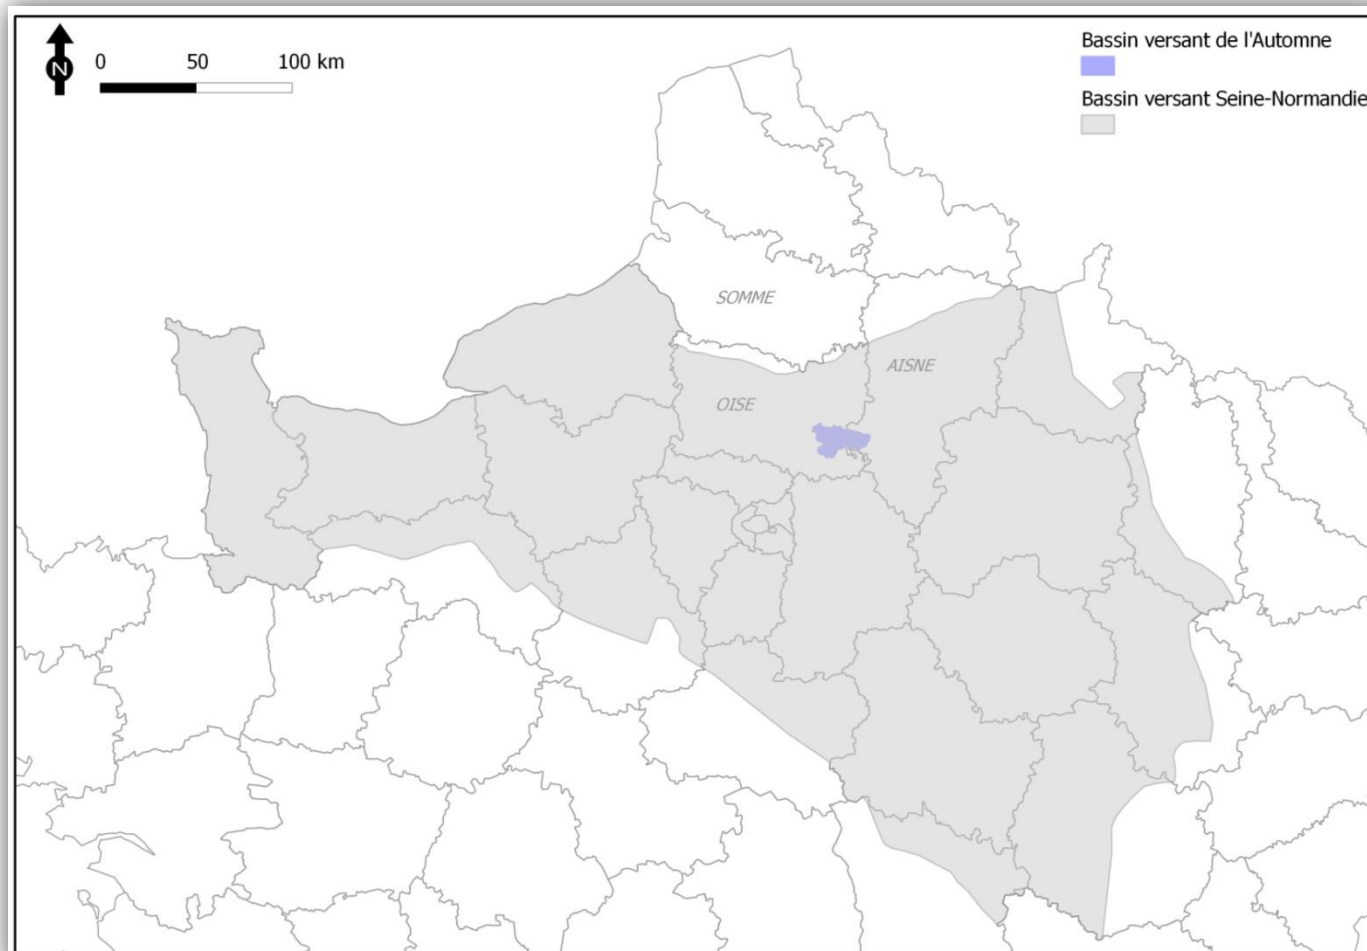 0 50 100 km
N
Bassin versant de l'Automne
Bassin versant Seine-Normandie
SOMME
AISNE
OISE